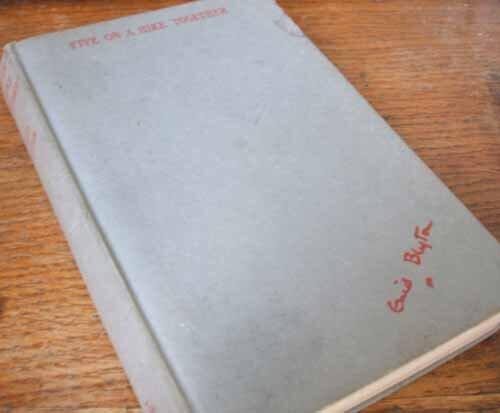 FIVE ON A HIKE TOGETHER
Enid Blyton